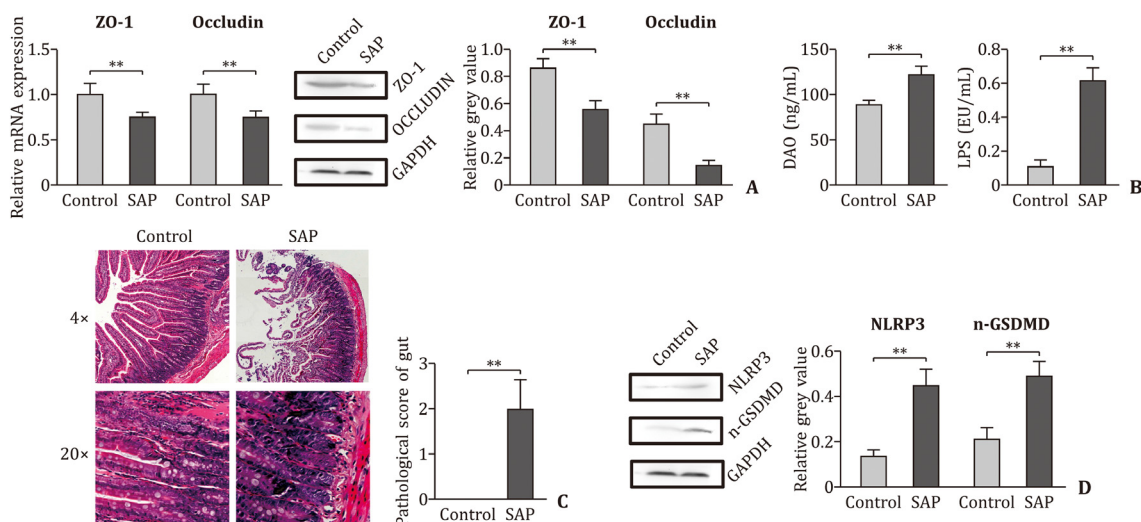 ZO-1
Occludin
Relative mRNA expression
1.5
1.0
0.5
0
**
**
Control SAP
Control SAP
Control
SAP
ZO-1
OCCLUDIN
GAPDH
ZO-1
Occludin
Relative grey value
1.0
0.8
0.6
0.4
0.2
0
**
**
Control SAP
Control SAP
A
DAO (ng/mL)
150
100
50
0
**
Control SAP
LPS (EU/mL)
0.8
0.6
0.4
0.2
0
**
Control SAP
B
Control
SAP
4×
20×
Pathological score of gut
3
2
1
0
**
Control SAP
C
Control
SAP
NLRP3
n-GSDMD
GAPDH
NLRP3
n-GSDMD
Relative grey value
0.6
0.4
0.2
0
**
**
Control SAP
Control SAP
D